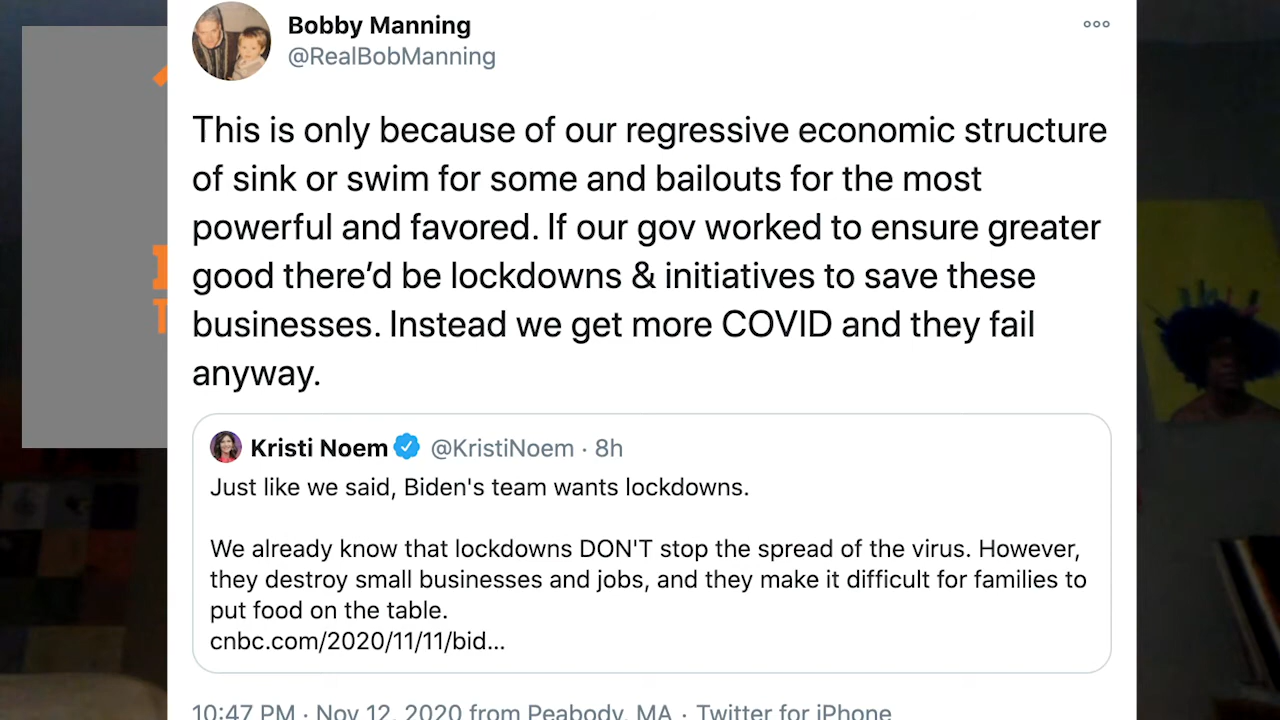 Bobby Manning
@RealBobManning
This is only because of our regressive economic structure
of sink or swim for some and bailouts for the most
powerful and favored. If our gov worked to ensure greater
good there'd be lockdowns & initiatives to save these
businesses. Instead we get more COVID and they fail
anyway.
Kristi Noem @KristiNoem · 8h
Just like we said, Biden's team wants lockdowns.
We already know that lockdowns DON'T stop the spread of the virus. However,
they destroy small businesses and jobs, and they make it difficult for families to
put food on the table.
cnbc.com/2020/11/11/bid...
10:47 PM · Nov 12, 2020 from Peabody, MA · Twitter for iPhone